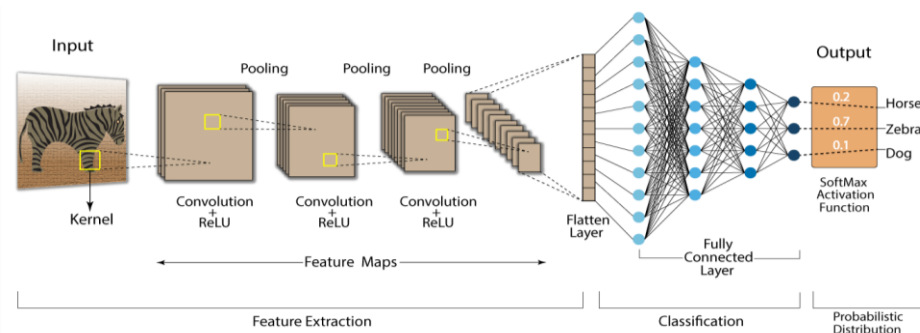 Input
Kernel
Pooling
Pooling
Pooling
Convolution
+
ReLU
Convolution
+
ReLU
Convolution
+
ReLU
Feature Maps
Flatten
Layer
Fully
Connected
Layer
Output
0.2
0.7
0.1
Horse
Zebra
Dog
SoftMax
Activation
Function
Feature Extraction
Classification
Probabilistic
Distribution